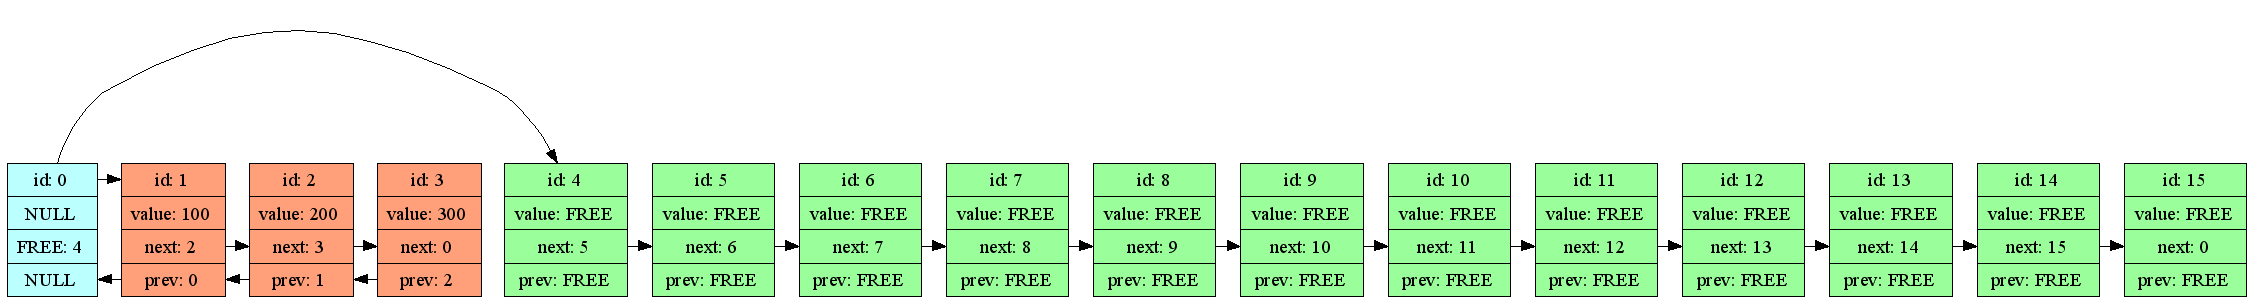 id: 0
NULL
FREE: 4
NULL
id: 1
value: 100
next: 2
prev: 0
id: 2
value: 200
next: 3
prev: 1
id: 3
value: 300
next: 0
prev: 2
id: 4
value: FREE
next: 5
prev: FREE
id: 5
value: FREE
next: 6
prev: FREE
id: 6
value: FREE
next: 7
prev: FREE
id: 7
value: FREE
next: 8
prev: FREE
id: 8
value: FREE
next: 9
prev: FREE
id: 9
value: FREE
next: 10
prev: FREE
id: 10
value: FREE
next: 11
prev: FREE
id: 11
value: FREE
next: 12
prev: FREE
id: 12
value: FREE
next: 13
prev: FREE
id: 13
value: FREE
next: 14
prev: FREE
id: 14
value: FREE
next: 15
prev: FREE
id: 15
value: FREE
next: 0
prev: FREE